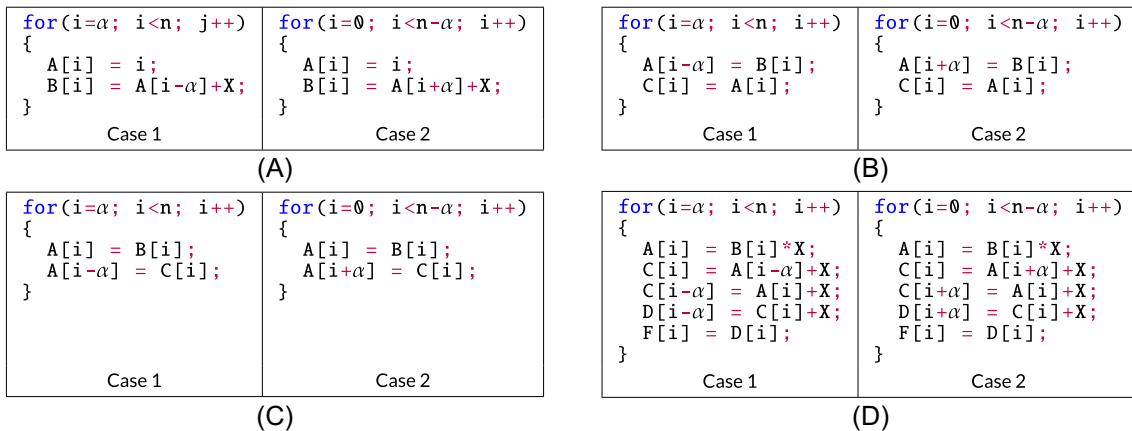 for(i=α; i<n; j++)
{
  A[i] = i;
  B[i] = A[i-α]+X;
}
Case 1
for(i=0; i<n-α; i++)
{
  A[i] = i;
  B[i] = A[i+α]+X;
}
Case 2
(A)
for(i=α; i<n; i++)
{
  A[i-α] = B[i];
  C[i] = A[i];
}
Case 1
for(i=0; i<n-α; i++)
{
  A[i+α] = B[i];
  C[i] = A[i];
}
Case 2
(B)
for(i=α; i<n; i++)
{
  A[i] = B[i];
  A[i-α] = C[i];
}
Case 1
for(i=0; i<n-α; i++)
{
  A[i] = B[i];
  A[i+α] = C[i];
}
Case 2
(C)
for(i=α; i<n; i++)
{
  A[i] = B[i]*X;
  C[i] = A[i-α]+X;
  C[i-α] = A[i]+X;
  D[i-α] = C[i]+X;
  F[i] = D[i];
}
Case 1
for(i=0; i<n-α; i++)
{
  A[i] = B[i]*X;
  C[i] = A[i+α]+X;
  C[i+α] = A[i]+X;
  D[i+α] = C[i]+X;
  F[i] = D[i];
}
Case 2
(D)